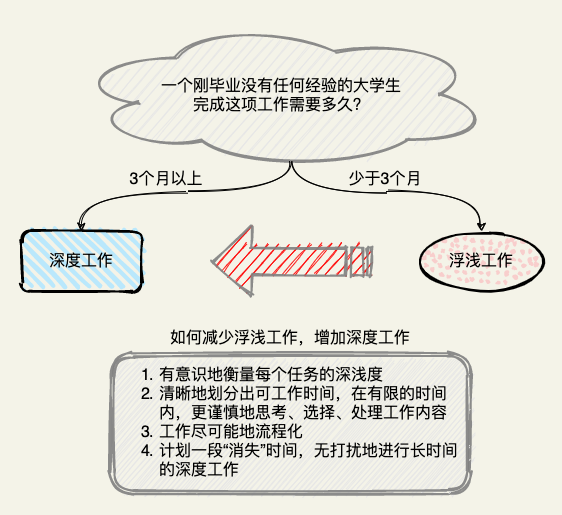 一个刚毕业没有任何经验的大学生
完成这项工作需要多久？
3个月以上
少于3个月
深度工作
浮浅工作
如何减少浮浅工作，增加深度工作
1. 有意识地衡量每个任务的深浅度
2. 清晰地划分出可工作时间，在有限的时间
内，更谨慎地思考、选择、处理工作内容
3. 工作尽可能地流程化
4. 计划一段“消失”时间，无打扰地进行长时间
的深度工作